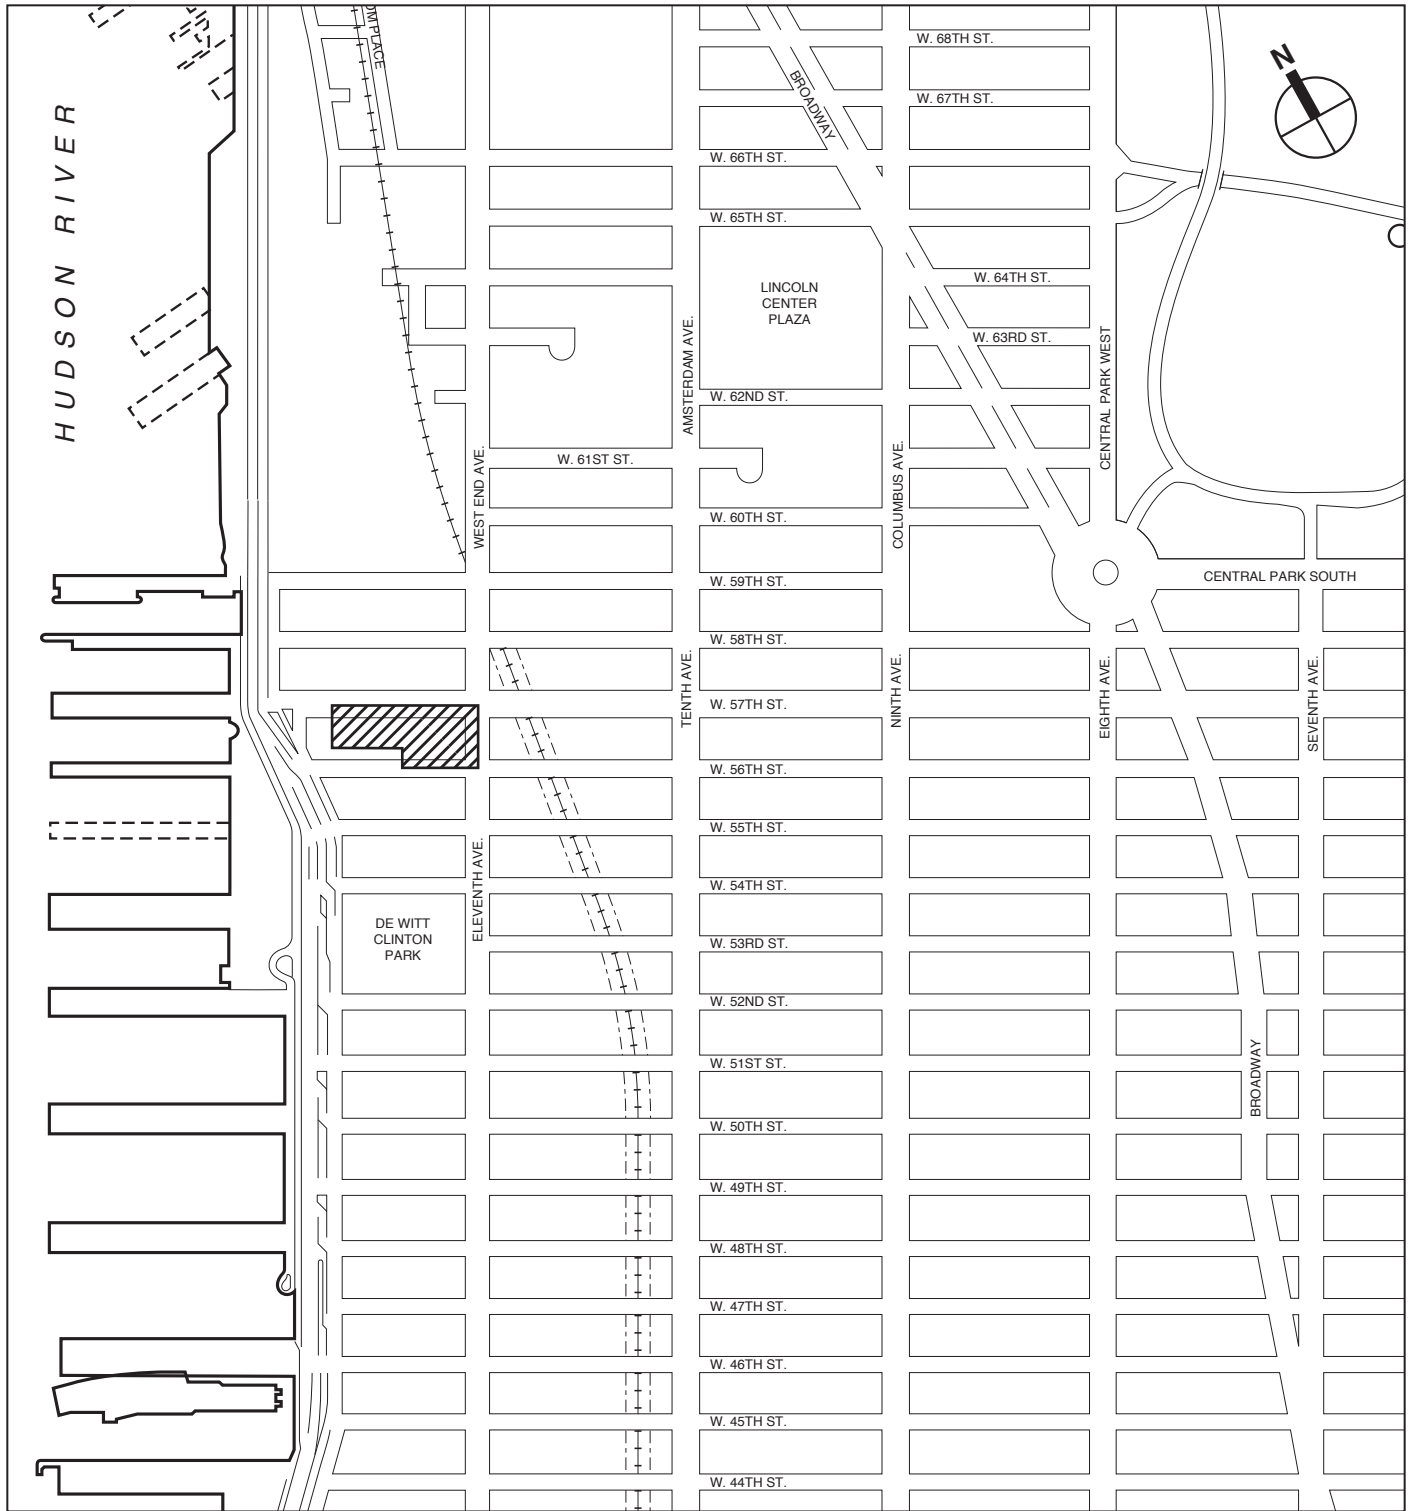 OM PLACE
W. 68TH ST.
N
BROADWAY
W. 67TH ST.
HUDSON RIVER
W. 66TH ST.
W. 65TH ST.
W. 64TH ST.
LINCOLN
CENTER
PLAZA
W. 63RD ST.
AMSTERDAM AVE.
CENTRAL PARK WEST
W. 62ND ST.
WEST END AVE.
W. 61ST ST.
COLUMBUS AVE.
W. 60TH ST.
W. 59TH ST.
CENTRAL PARK SOUTH
W. 58TH ST.
TENTH AVE.
NINTH AVE.
EIGHTH AVE.
SEVENTH AVE.
W. 57TH ST.
W. 56TH ST.
W. 55TH ST.
ELEVENTH AVE.
W. 54TH ST.
DE WITT
CLINTON
PARK
W. 53RD ST.
W. 52ND ST.
W. 51ST ST.
BROADWAY
W. 50TH ST.
W. 49TH ST.
W. 48TH ST.
W. 47TH ST.
W. 46TH ST.
W. 45TH ST.
W. 44TH ST.